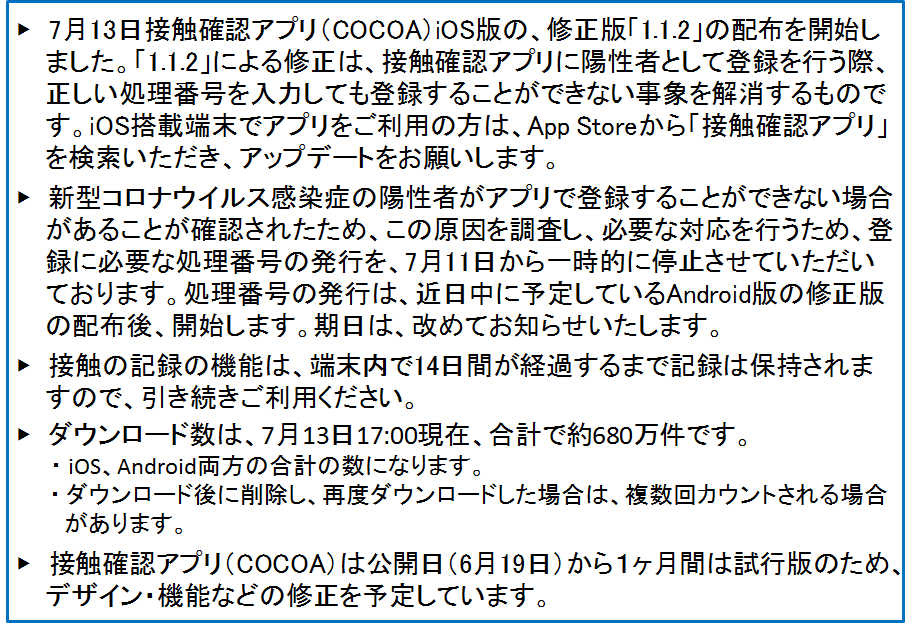 ▶ 7月13日接触確認アプリ（COCOA）iOS版の、修正版「1.1.2」の配布を開始し
ました。「1.1.2」による修正は、接触確認アプリに陽性者として登録を行う際、
正しい処理番号を入力しても登録することができない事象を解消するもので
す。iOS搭載端末でアプリをご利用の方は、App Storeから「接触確認アプリ」
を検索いただき、アップデートをお願いします。
▶ 新型コロナウイルス感染症の陽性者がアプリで登録することができない場合
があることが確認されたため、この原因を調査し、必要な対応を行うため、登
録に必要な処理番号の発行を、7月11日から一時的に停止させていただい
ております。処理番号の発行は、近日中に予定しているAndroid版の修正版
の配布後、開始します。期日は、改めてお知らせいたします。
▶ 接触の記録の機能は、端末内で14日間が経過するまで記録は保持されま
すので、引き続きご利用ください。
▶ ダウンロード数は、7月13日17:00現在、合計で約680万件です。
・iOS、Android両方の合計の数になります。
・ダウンロード後に削除し、再度ダウンロードした場合は、複数回カウントされる場合
があります。
▶ 接触確認アプリ（COCOA）は公開日（6月19日）から1ヶ月間は試行版のため、
デザイン・機能などの修正を予定しています。